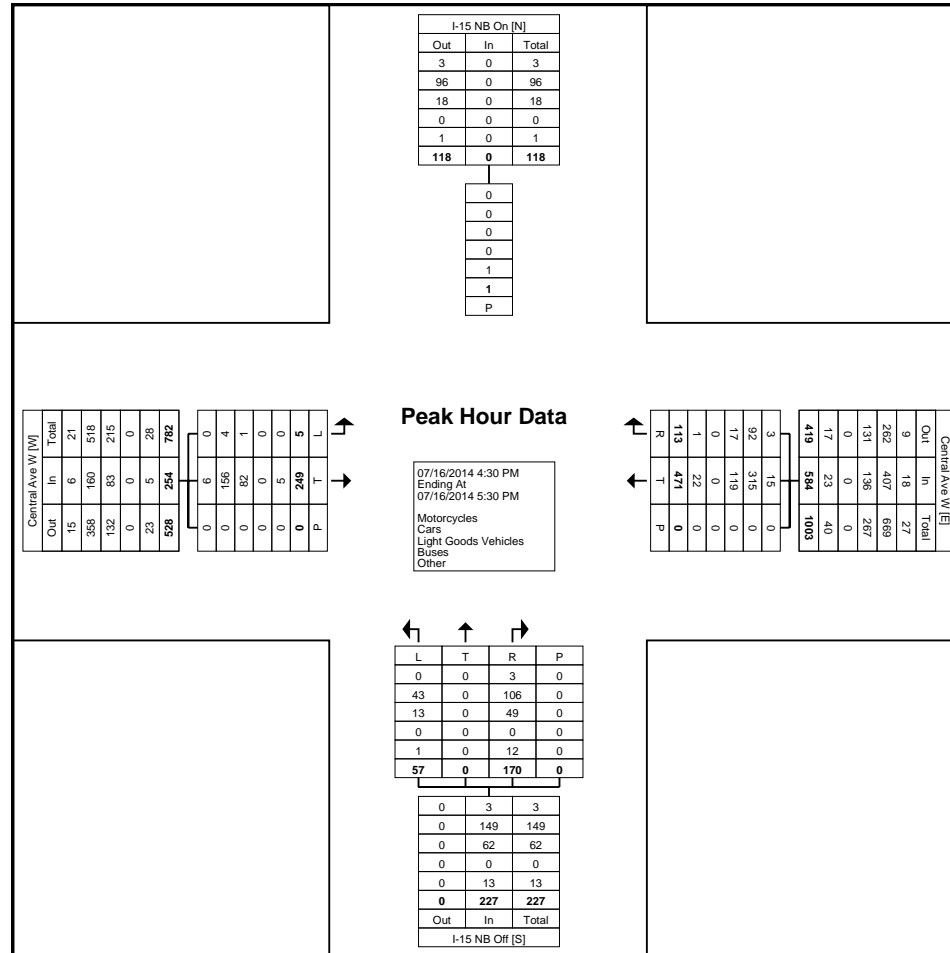 I-15 NB On [N]
Out In Total
3 0 3
96 0 96
18 0 18
0 0 0
1 0 1
118 0 118
0
0
0
0
1
1
P
Central Ave W [W]
Out In Total
15 6 21
358 160 518
132 83 215
0 0 0
23 5 28
528 254 782
0 6 0
0 156 4
0 82 1
0 0 0
0 5 0
0 249 5
P T L
Peak Hour Data
07/16/2014 4:30 PM
Ending At
07/16/2014 5:30 PM
Motorcycles
Cars
Light Goods Vehicles
Buses
Other
Central Ave W [E]
Out In Total
9 18 27
262 407 669
131 136 267
0 0 0
17 23 40
419 584 1003
3 15 0
92 315 0
17 119 0
0 0 0
1 22 0
113 471 0
R T P
L T R P
0 0 3 0
43 0 106 0
13 0 49 0
0 0 0 0
1 0 12 0
57 0 170 0
0 3 3
0 149 149
0 62 62
0 0 0
0 13 13
0 227 227
Out In Total
I-15 NB Off [S]